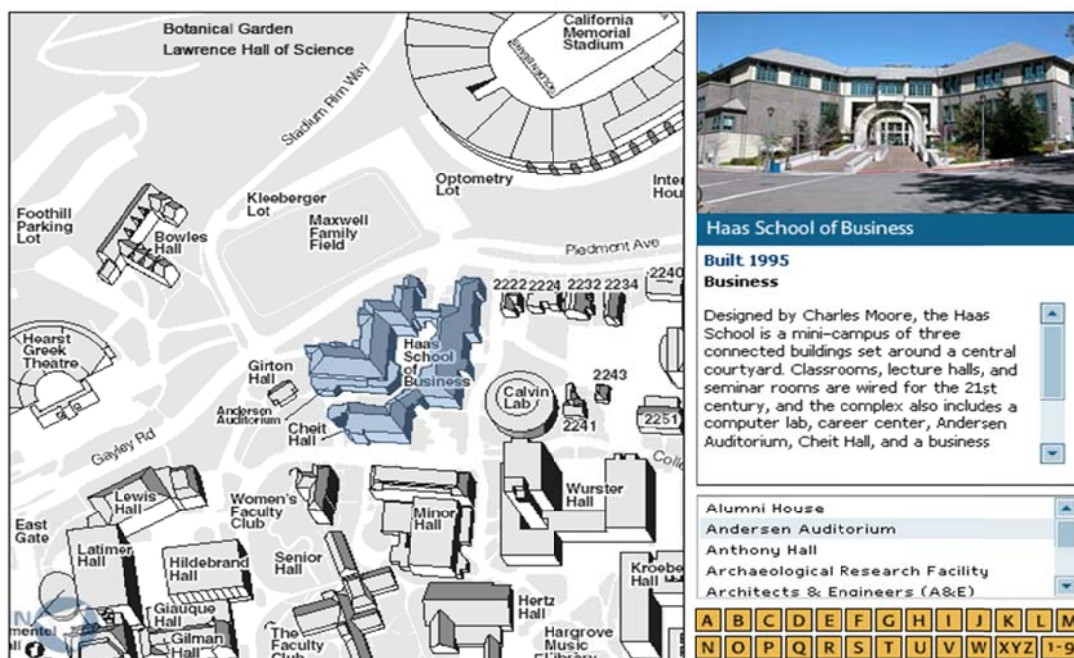 Botanical Garden
Lawrence Hall of Science
California
Memorial
Stadium
GOLDEN BEARS
Stadium Rim Way
Optometry
Lot
Kleeberger
Lot
Maxwell
Family
Field
Foothill
Parking
Lot
Bowles
Hall
Piedmont Ave
2222 2224 2232 2234
2240
Hearst
Greek
Theatre
Girton
Hall
Haas
School
of
Business
Andersen
Auditorium
Cheit
Hall
Calvin
Lab
2243
2241
2251
Gayley Rd
Lewis
Hall
Women's
Faculty
Club
Minor
Hall
Wurster
Hall
East
Gate
Latimer
Hall
Hildebrand
Hall
Senior
Hall
Giauque
Hall
Gilman
Hall
The
Faculty
Club
Hertz
Hall
Hargrove
Music
Library
Hall
N
Haas School of Business
Built 1995
Business
Designed by Charles Moore, the Haas
School is a mini-campus of three
connected buildings set around a central
courtyard. Classrooms, lecture halls, and
seminar rooms are wired for the 21st
century, and the complex also includes a
computer lab, career center, Andersen
Auditorium, Cheit Hall, and a business
Alumni House
Andersen Auditorium
Anthony Hall
Archaeological Research Facility
Architects & Engineers (A&E)
A B C D E F G H I J K L M
N O P Q R S T U V W XYZ 1-9